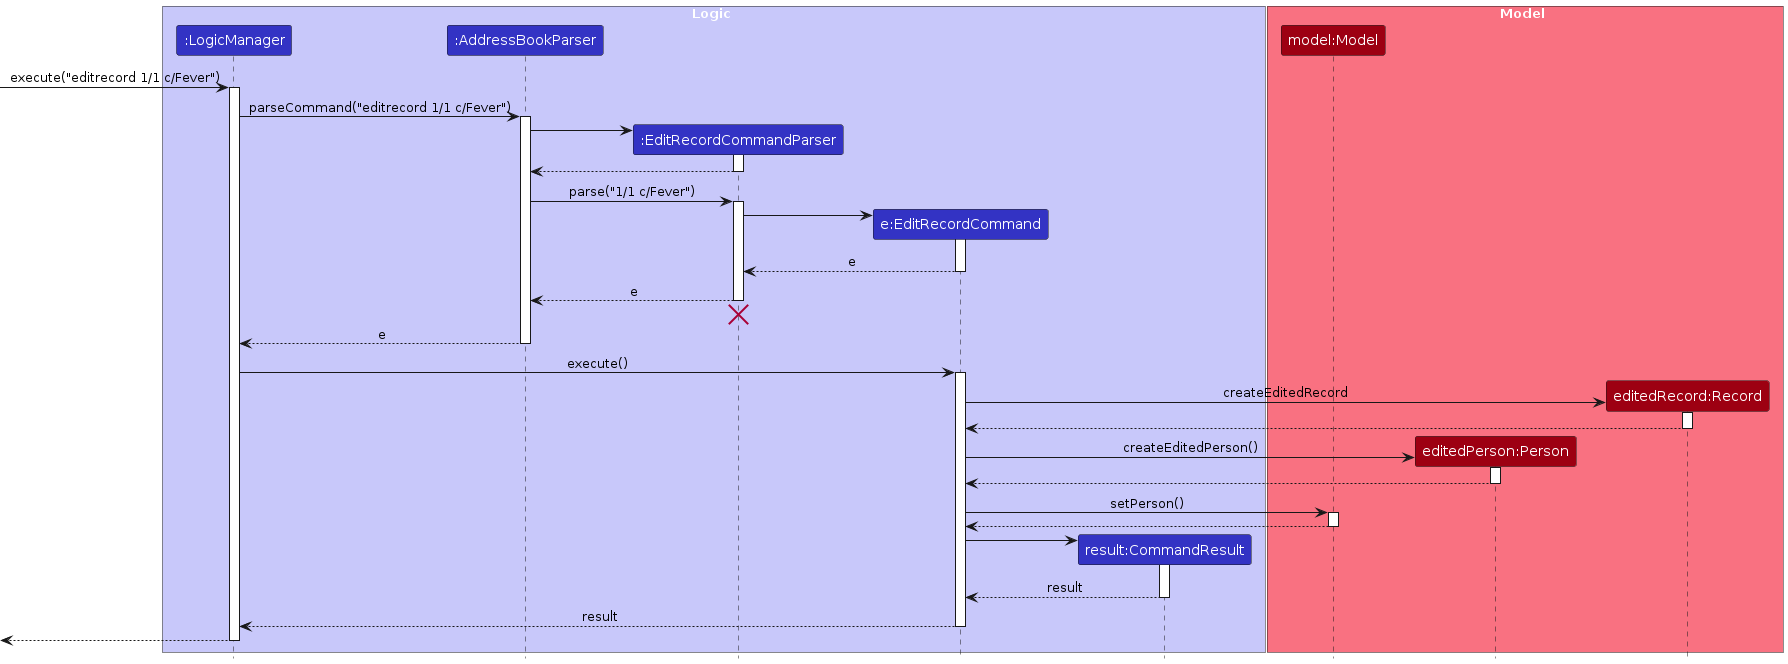 Logic
Model
:LogicManager
:AddressBookParser
model:Model
execute("editrecord 1/1 c/Fever")
parseCommand("editrecord 1/1 c/Fever")
:EditRecordCommandParser
parse("1/1 c/Fever")
e:EditRecordCommand
e
e
e
execute()
createEditedRecord
editedRecord:Record
createEditedPerson()
editedPerson:Person
setPerson()
result:CommandResult
result
result